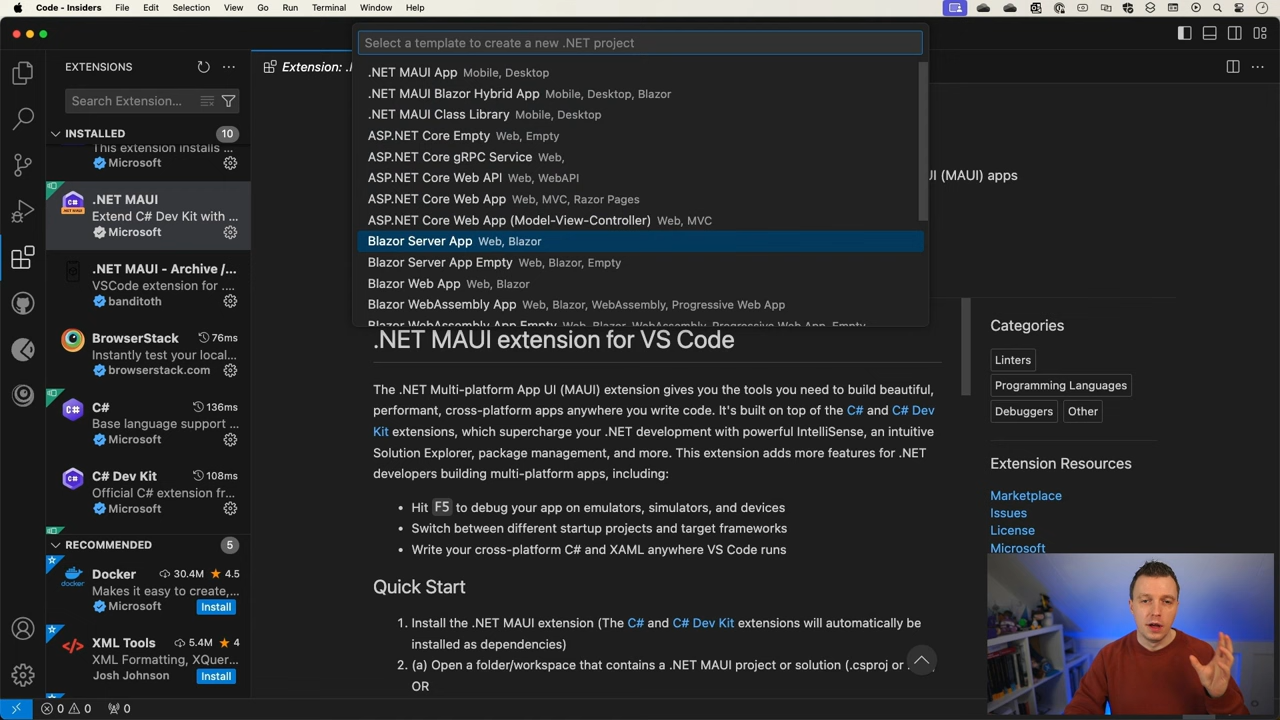 Code - Insiders File Edit Selection View Go Run Terminal Window Help
Select a template to create a new .NET project
.NET MAUI App Mobile, Desktop
.NET MAUI Blazor Hybrid App Mobile, Desktop, Blazor
.NET MAUI Class Library Mobile, Desktop
ASP.NET Core Empty Web, Empty
ASP.NET Core gRPC Service Web,
ASP.NET Core Web API Web, WebAPI
ASP.NET Core Web App Web, MVC, Razor Pages
ASP.NET Core Web App (Model-View-Controller) Web, MVC
Blazor Server App Web, Blazor
Blazor Server App Empty Web, Blazor, Empty
Blazor Web App Web, Blazor
Blazor WebAssembly App Web, Blazor, WebAssembly, Progressive Web App
Blazor WebAssembly App Empty Web, Blazor, WebAssembly, Progressive Web App, Empty
EXTENSIONS
Search Extension...
INSTALLED 10
This extension installs ...
Microsoft
.NET MAUI
Extend C# Dev Kit with ...
Microsoft
.NET MAUI - Archive /...
VSCode extension for ....
banditoth
BrowserStack 76ms
Instantly test your local...
browserstack.com
C# 136ms
Base language support ...
Microsoft
C# Dev Kit 108ms
Official C# extension fr...
Microsoft
RECOMMENDED 5
Docker 30.4M 4.5
Makes it easy to create,...
Microsoft Install
XML Tools 5.4M 4
XML Formatting, XQuer...
Josh Johnson Install
Extension: .
UI (MAUI) apps
.NET MAUI extension for VS Code
The .NET Multi-platform App UI (MAUI) extension gives you the tools you need to build beautiful,
performant, cross-platform apps anywhere you write code. It's built on top of the C# and C# Dev
Kit extensions, which supercharge your .NET development with powerful IntelliSense, an intuitive
Solution Explorer, package management, and more. This extension adds more features for .NET
developers building multi-platform apps, including:
• Hit F5 to debug your app on emulators, simulators, and devices
• Switch between different startup projects and target frameworks
• Write your cross-platform C# and XAML anywhere VS Code runs
Quick Start
1. Install the .NET MAUI extension (The C# and C# Dev Kit extensions will automatically be
installed as dependencies)
2. (a) Open a folder/workspace that contains a .NET MAUI project or solution (.csproj or
OR
Categories
Linters
Programming Languages
Debuggers Other
Extension Resources
Marketplace
Issues
License
Microsoft
0 0 0